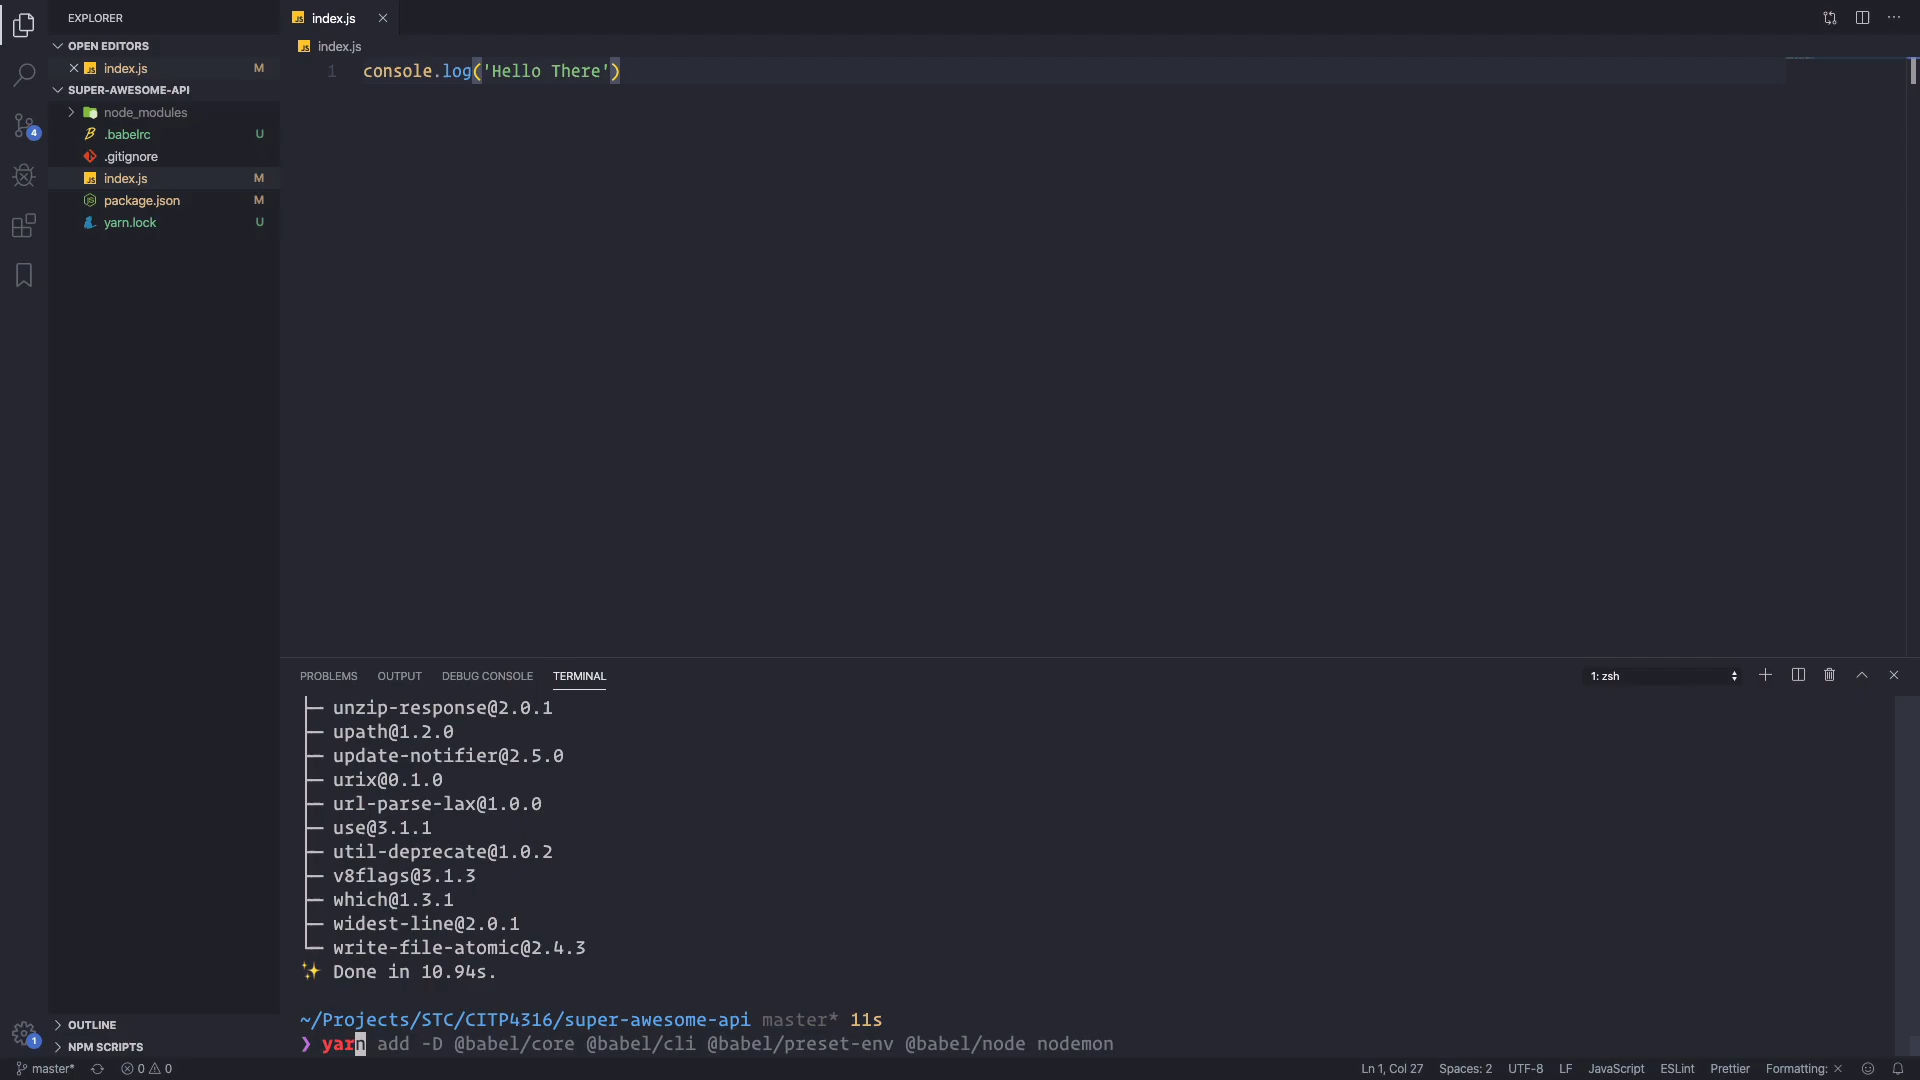 EXPLORER
OPEN EDITORS
index.js M
SUPER-AWESOME-API
node_modules
.babelrc U
.gitignore
index.js M
package.json M
yarn.lock U
4
1
OUTLINE
NPM SCRIPTS
index.js
index.js
1 console.log('Hello There')
PROBLEMS OUTPUT DEBUG CONSOLE TERMINAL 1: zsh
├─ unzip-response@2.0.1
├─ upath@1.2.0
├─ update-notifier@2.5.0
├─ urix@0.1.0
├─ url-parse-lax@1.0.0
├─ use@3.1.1
├─ util-deprecate@1.0.2
├─ v8flags@3.1.3
├─ which@1.3.1
├─ widest-line@2.0.1
└─ write-file-atomic@2.4.3
✨ Done in 10.94s.
~/Projects/STC/CITP4316/super-awesome-api master* 11s
❯ yarn add -D @babel/core @babel/cli @babel/preset-env @babel/node nodemon
master* 0 0 Ln 1, Col 27 Spaces: 2 UTF-8 LF JavaScript ESLint Prettier Formatting: ×